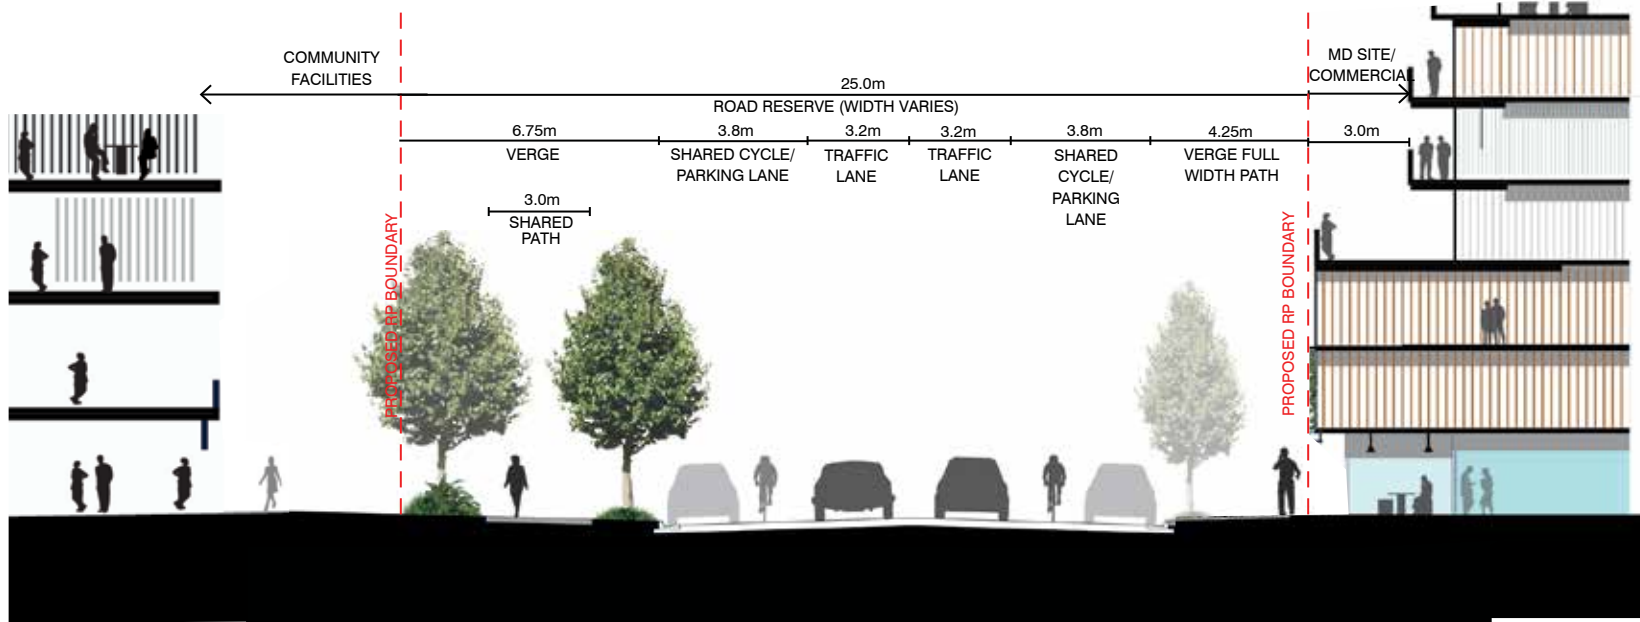 COMMUNITY
FACILITIES
25.0m
ROAD RESERVE (WIDTH VARIES)
MD SITE/
COMMERCIAL
6.75m
VERGE
3.8m
SHARED CYCLE/
PARKING LANE
3.2m
TRAFFIC
LANE
3.2m
TRAFFIC
LANE
3.8m
SHARED
CYCLE/
PARKING
LANE
4.25m
VERGE FULL
WIDTH PATH
3.0m
3.0m
SHARED
PATH
PROPOSED RP BOUNDARY
PROPOSED RP BOUNDARY